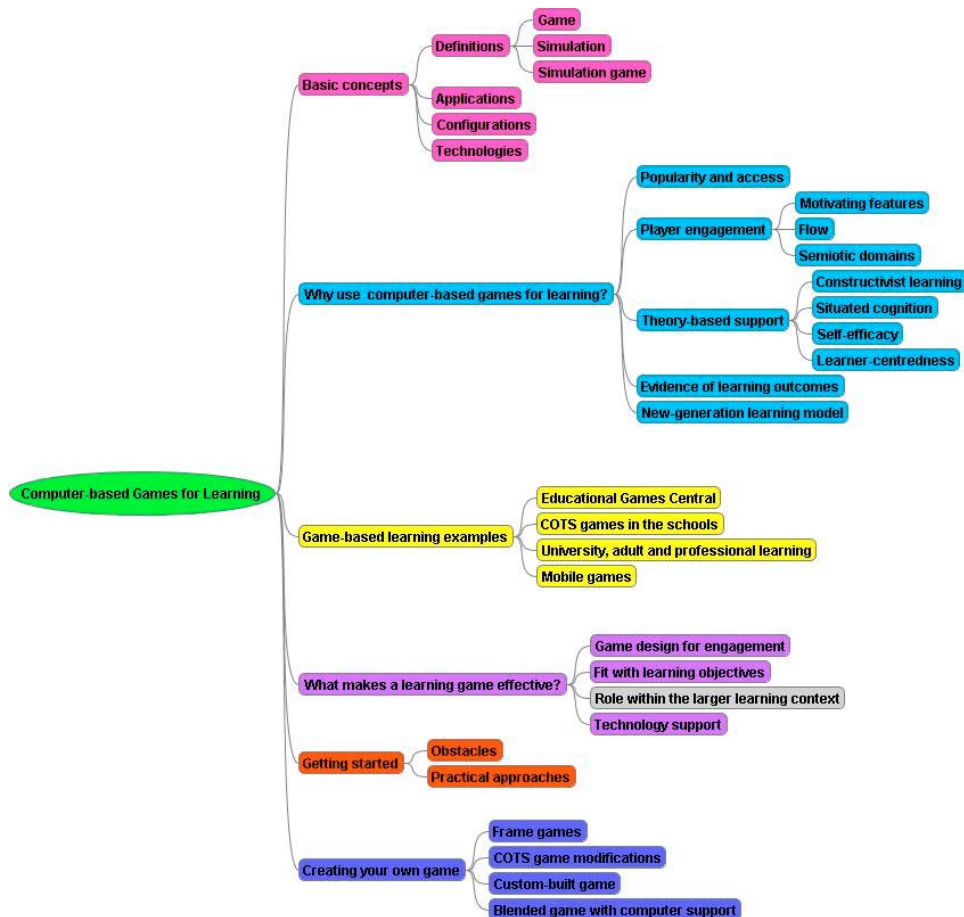 Game
Definitions
Simulation
Simulation game
Basic concepts
Applications
Configurations
Technologies
Popularity and access
Motivating features
Player engagement
Flow
Semiotic domains
Constructivist learning
Why use computer-based games for learning?
Situated cognition
Theory-based support
Self-efficacy
Learner-centredness
Evidence of learning outcomes
New-generation learning model
Computer-based Games for Learning
Educational Games Central
COTS games in the schools
Game-based learning examples
University, adult and professional learning
Mobile games
Game design for engagement
Fit with learning objectives
What makes a learning game effective?
Role within the larger learning context
Technology support
Obstacles
Getting started
Practical approaches
Frame games
COTS game modifications
Creating your own game
Custom-built game
Blended game with computer support